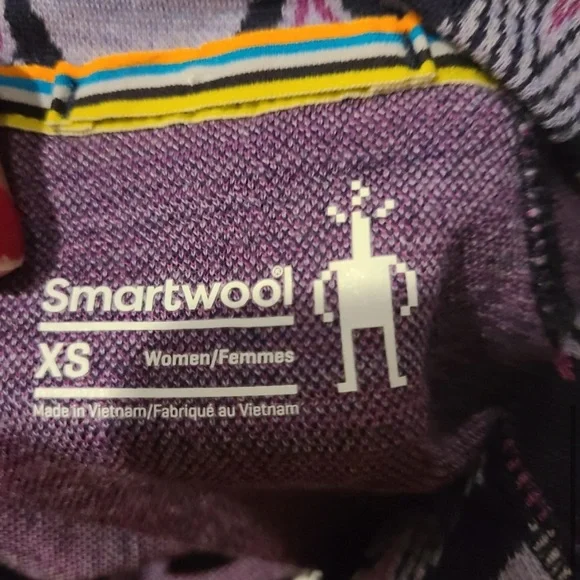 Smartwool
XS
Women/Femmes
Made in Vietnam/Fabriqué au Vietnam